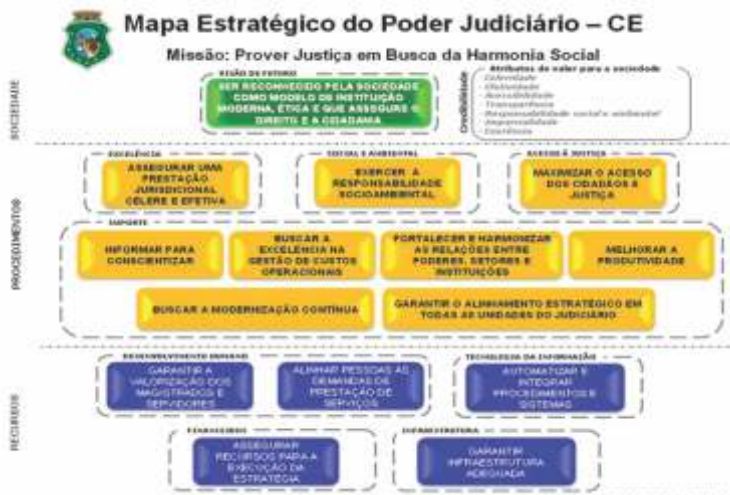 Mapa Estratégico do Poder Judiciário – CE
Missão: Prover Justiça em Busca da Harmonia Social
VISÃO DE FUTURO
SER RECONHECIDO PELA SOCIEDADE
COMO MODELO DE INSTITUIÇÃO
MODERNA, ÉTICA E QUE ASSEGURE O
DIREITO E A CIDADANIA
Atributos de valor para a sociedade
Credibilidade
Celeridade
Efetividade
Acessibilidade
Transparência
Responsabilidade social e ambiental
Imparcialidade
SOCIEDADE
EXCELÊNCIA
ASSEGURAR UMA
PRESTAÇÃO
JURISDICIONAL
CÉLERE E EFETIVA
SOCIAL E AMBIENTAL
EXERCER A
RESPONSABILIDADE
SOCIOAMBIENTAL
ACESSO À JUSTIÇA
MAXIMIZAR O ACESSO
DOS CIDADÃOS À
JUSTIÇA
PROCEDIMENTOS
SUPORTE
INFORMAR PARA
CONSCIENTIZAR
BUSCAR A
EXCELÊNCIA NA
GESTÃO DE CUSTOS
OPERACIONAIS
FORTALECER E HARMONIZAR
AS RELAÇÕES ENTRE
PODERES, SETORES E
INSTITUIÇÕES
MELHORAR A
PRODUTIVIDADE
BUSCAR A MODERNIZAÇÃO CONTÍNUA
GARANTIR O ALINHAMENTO ESTRATÉGICO EM
TODAS AS UNIDADES DO JUDICIÁRIO
RECURSOS
DESENVOLVIMENTO HUMANO
GARANTIR A
VALORIZAÇÃO DOS
MAGISTRADOS E
SERVIDORES
ALINHAR PESSOAS ÀS
DEMANDAS DE
PRESTAÇÃO DE
SERVIÇOS
TECNOLOGIA DA INFORMAÇÃO
AUTOMATIZAR E
INTEGRAR
PROCEDIMENTOS E
SISTEMAS
ASSEGURAR
RECURSOS PARA A
EXECUÇÃO DA
ESTRATÉGIA
INFRAESTRUTURA
GARANTIR
INFRAESTRUTURA
ADEQUADA